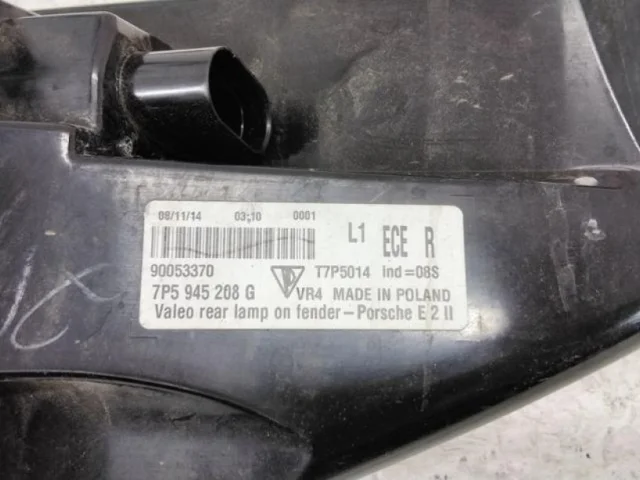 08/11/14 03:10 0001
L1 ECE R
90053370 T7P5014 Ind=08S
7P5 945 208 G VR4 MADE IN POLAND
Valeo rear lamp on fender-Porsche E 2 II